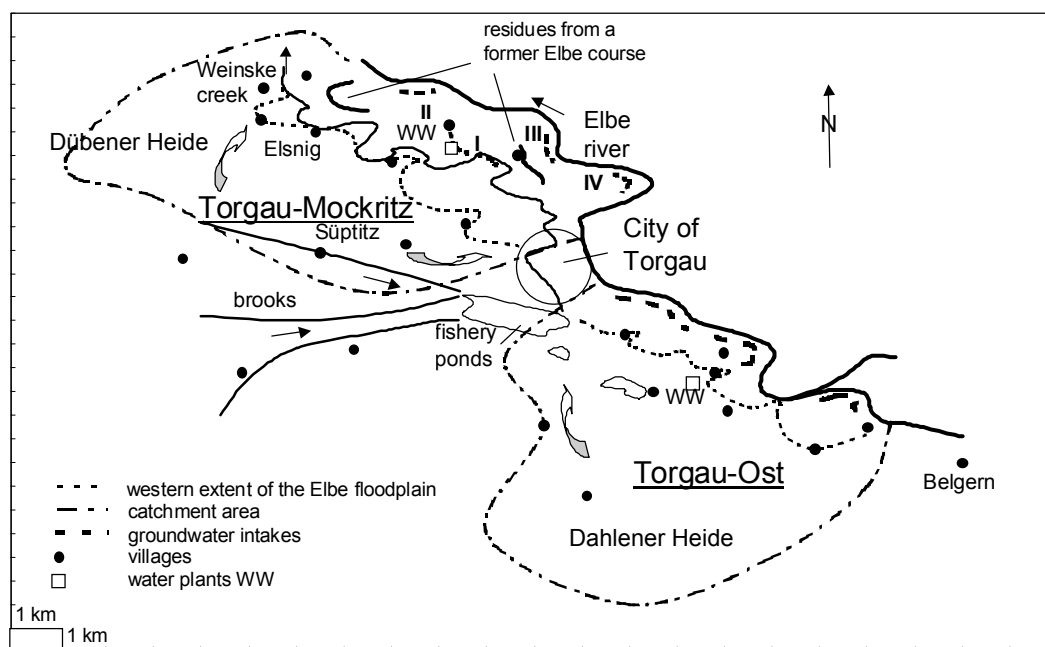 residues from a
former Elbe course
Weinske
creek
II
WW
I
III
Elbe
river
N
Dübener Heide
Elsnig
IV
Torgau-Mockritz
Süptitz
City of
Torgau
brooks
fishery
ponds
WW
Torgau-Ost
Belgern
Dahlener Heide
western extent of the Elbe floodplain
catchment area
groundwater intakes
villages
water plants WW
1 km
1 km